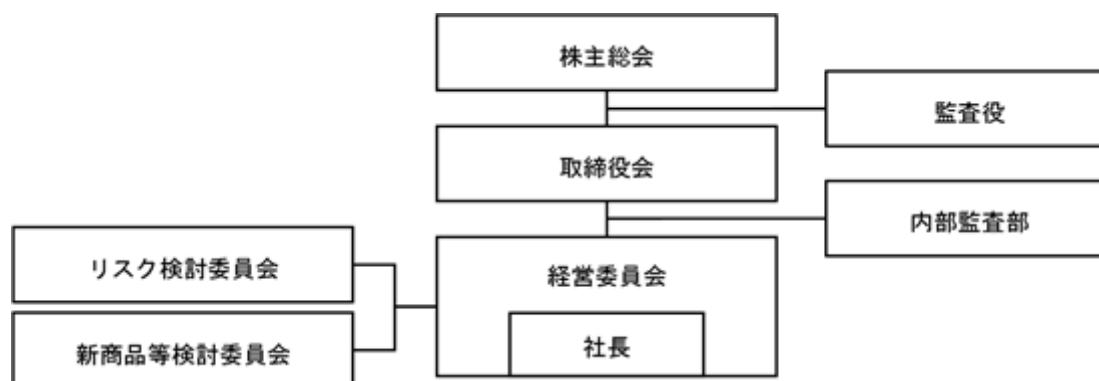 株主総会
監査役
取締役会
内部監査部
リスク検討委員会
経営委員会
新商品等検討委員会
社長